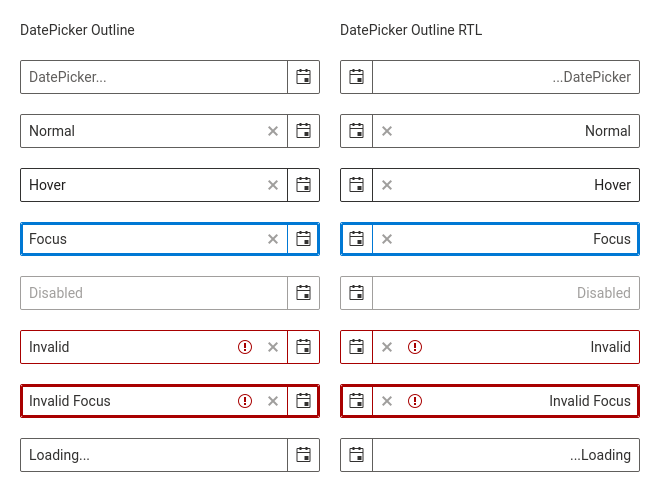 DatePicker Outline
DatePicker Outline RTL
DatePicker...
...DatePicker
Normal
Normal
Hover
Hover
Focus
Focus
Disabled
Disabled
Invalid
Invalid
Invalid Focus
Invalid Focus
Loading...
...Loading